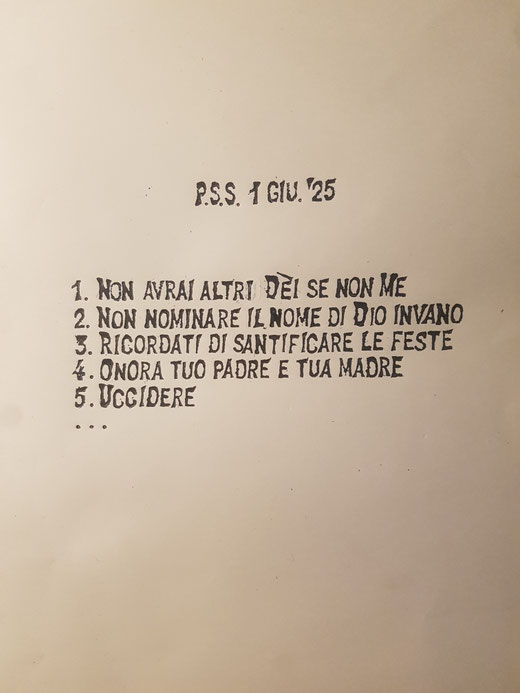 P.S.S. 1 GIU. '25
1. NON AVRAI ALTRI DÈI SE NON ME
2. NON NOMINARE IL NOME DI DIO INVANO
3. RICORDATI DI SANTIFICARE LE FESTE
4. ONORA TUO PADRE E TUA MADRE
5. UCCIDERE
...